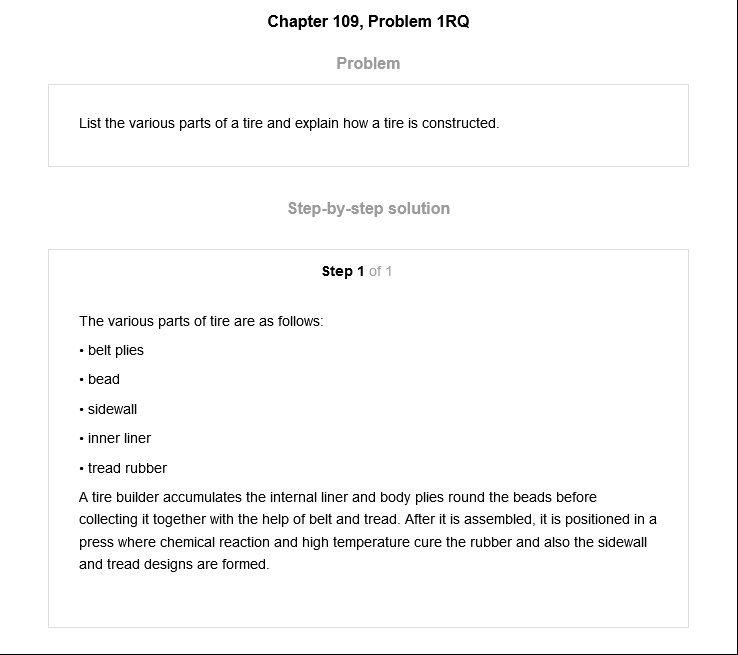 Chapter 109, Problem 1RQ
Problem
List the various parts of a tire and explain how a tire is constructed.
Step-by-step solution
Step 1 of 1
The various parts of tire are as follows:
• belt plies
• bead
• sidewall
• inner liner
• tread rubber
A tire builder accumulates the internal liner and body plies round the beads before
collecting it together with the help of belt and tread. After it is assembled, it is positioned in a
press where chemical reaction and high temperature cure the rubber and also the sidewall
and tread designs are formed.